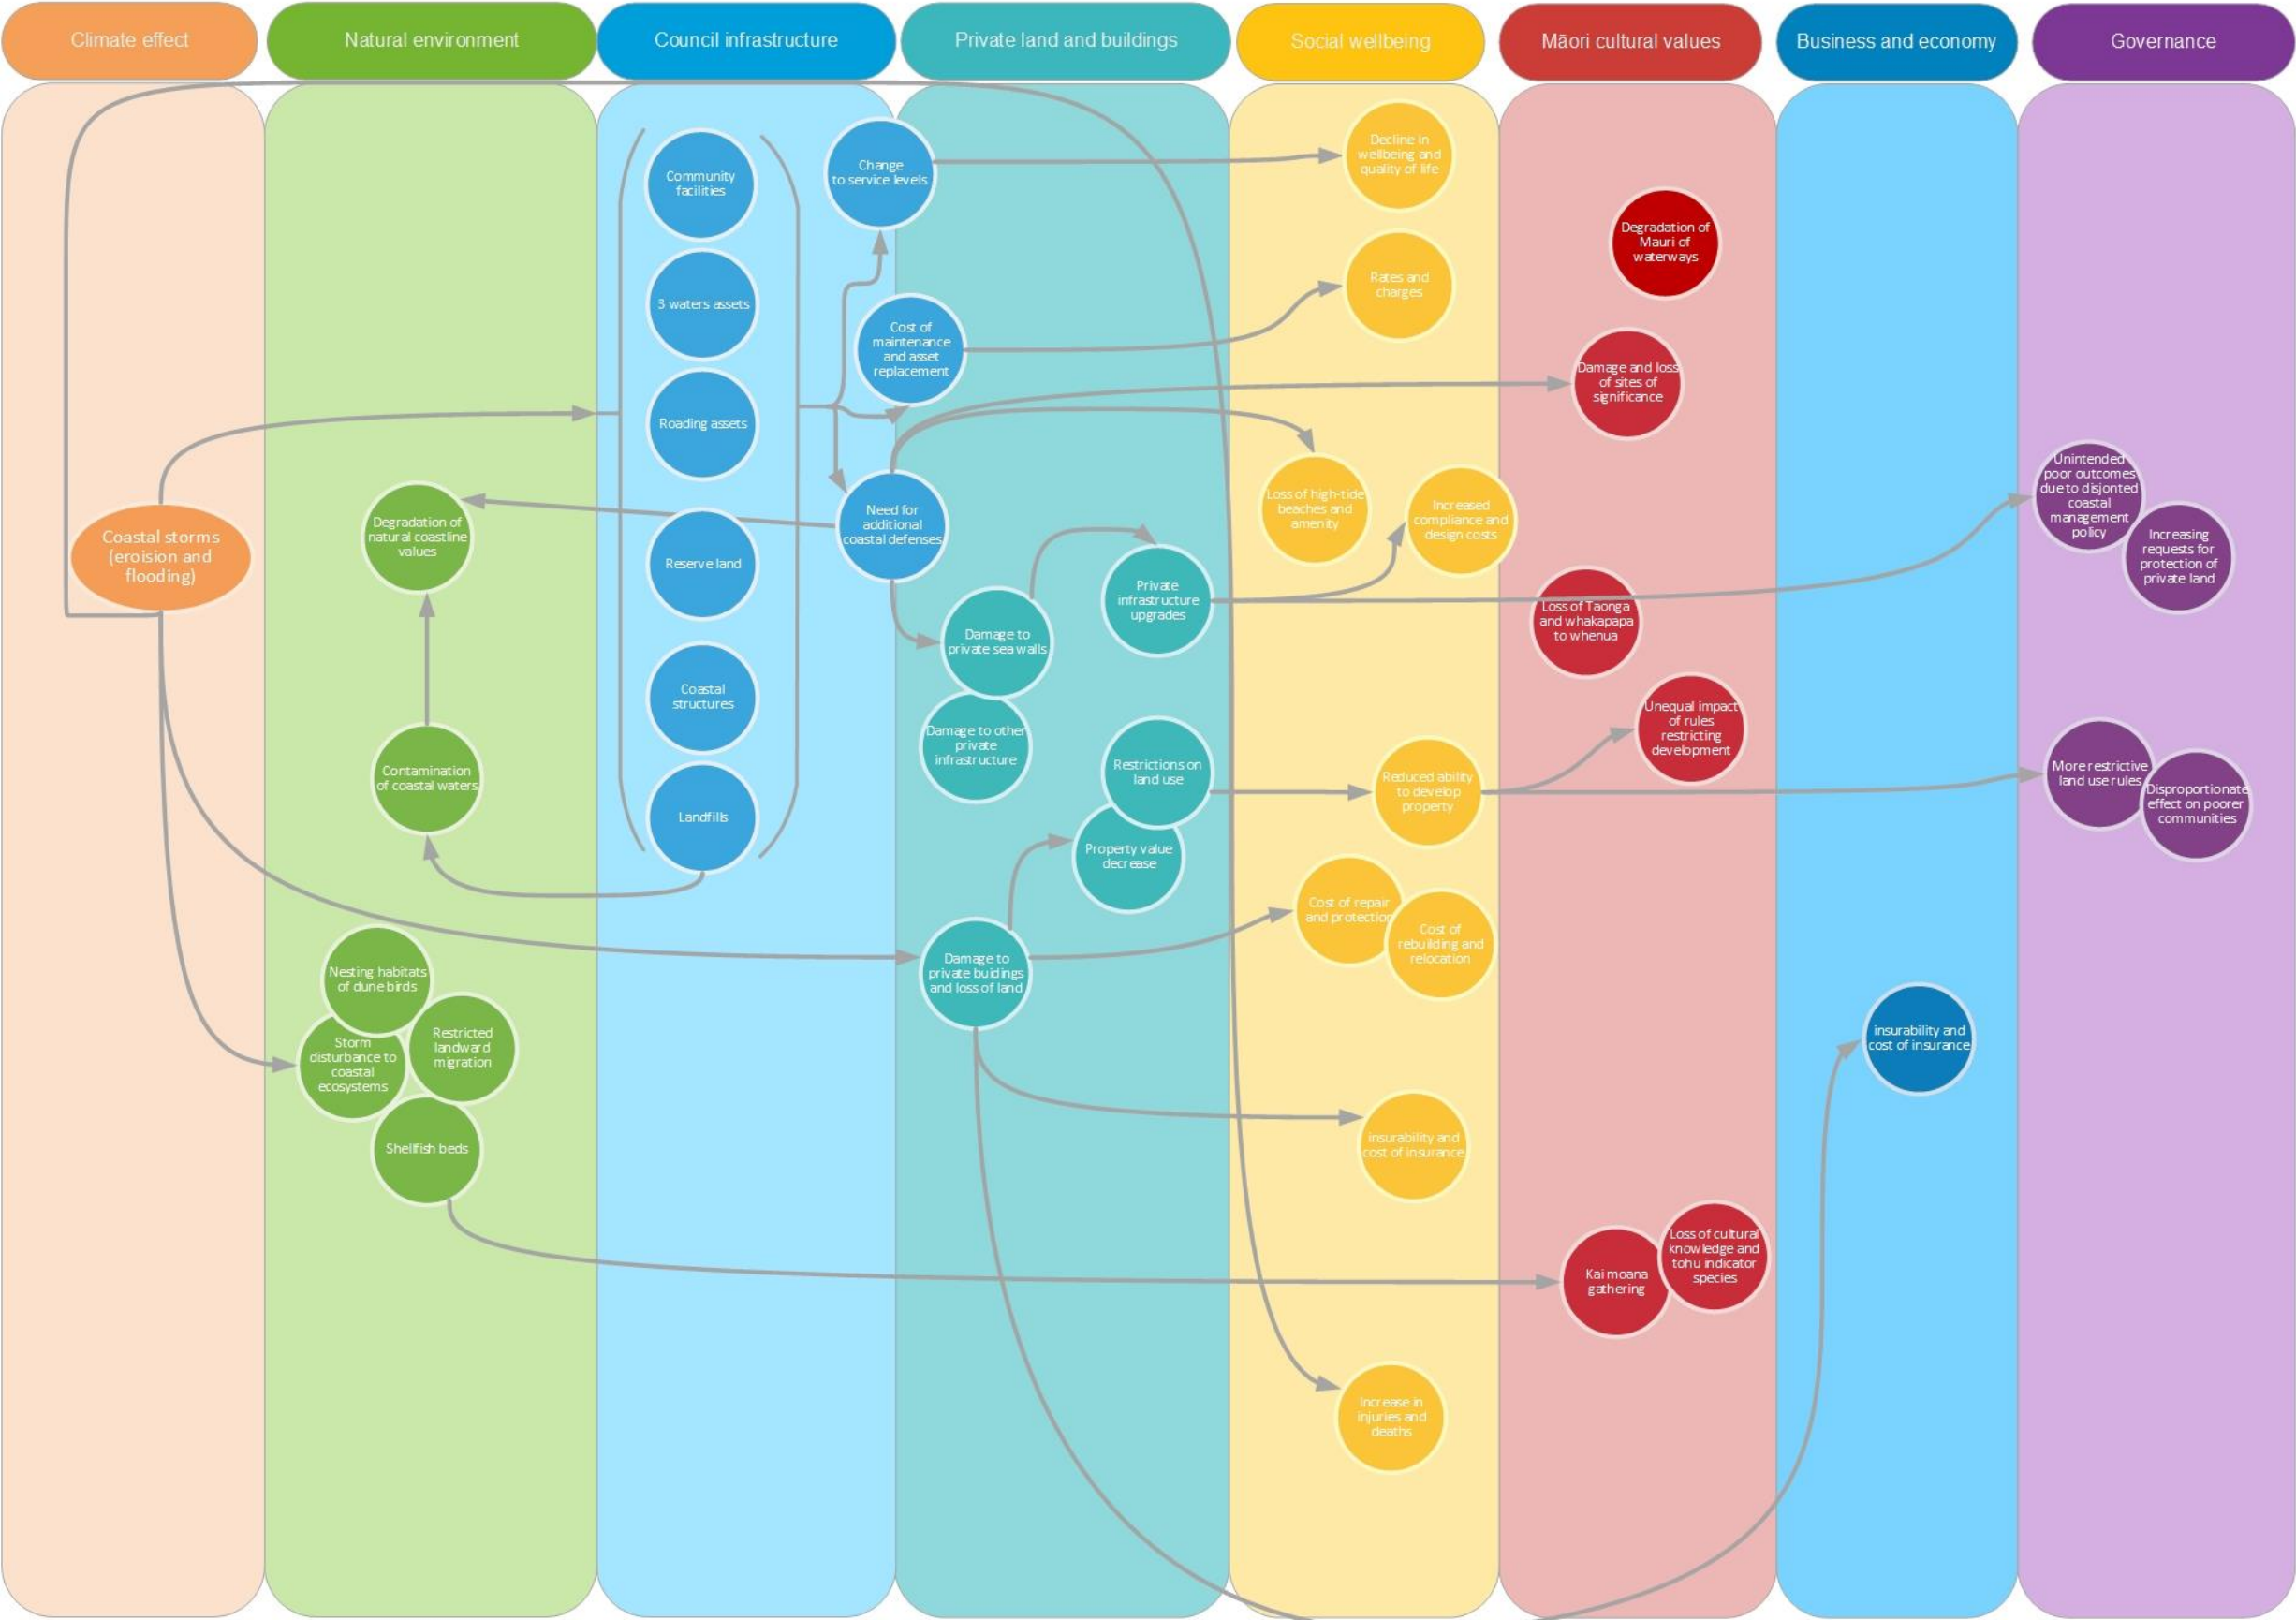 Climate effect
Natural environment
Council infrastructure
Private land and buildings
Social wellbeing
Māori cultural values
Business and economy
Governance
Coastal storms
(eroision and
flooding)
Degradation of
natural coastline
values
Contamination
of coastal waters
Nesting habitats
of dune birds
Storm
disturbance to
coastal
ecosystems
Restricted
landward
migration
Shellfish beds
Community
facilities
3 waters assets
Roading assets
Reserve land
Coastal
structures
Landfills
Change
to service levels
Cost of
maintenance
and asset
replacement
Need for
additional
coastal defenses
Damage to
private sea walls
Damage to other
private
infrastructure
Private
infrastructure
upgrades
Restrictions on
land use
Property value
decrease
Damage to
private buidings
and loss of land
Decline in
wellbeing and
quality of life
Rates and
charges
Loss of high-tide
beaches and
amenity
Increased
compliance and
design costs
Reduced ability
to develop
property
Cost of repair
and protection
Cost of
rebuilding and
relocation
insurability and
cost of insurance
Increase in
injuries and
deaths
Degradation of
Mauri of
waterways
Damage and loss
of sites of
significance
Loss of Taonga
and whakapapa
to whenua
Unequal impact
of rules
restricting
development
Kai moana
gathering
Loss of cultural
knowledge and
tohu indicator
species
insurability and
cost of insurance
Unintended
poor outcomes
due to disjonted
coastal
management
policy
Increasing
requests for
protection of
private land
More restrictive
land use rules
Disproportionate
effect on poorer
communities